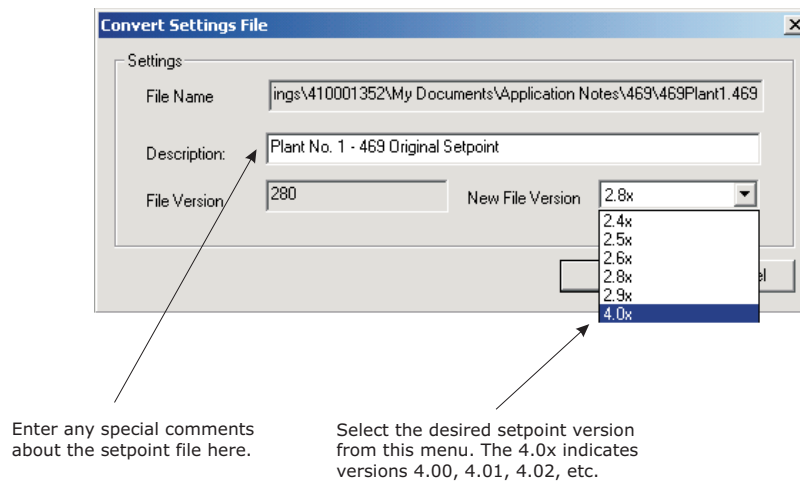 Convert Settings File
Settings
File Name ings\410001352\My Documents\Application Notes\469\469Plant1.469
Description: Plant No. 1 - 469 Original Setpoint
File Version 280 New File Version 2.8x
2.4x
2.5x
2.6x
2.8x
2.9x
4.0x
Enter any special comments
about the setpoint file here.
Select the desired setpoint version
from this menu. The 4.0x indicates
versions 4.00, 4.01, 4.02, etc.